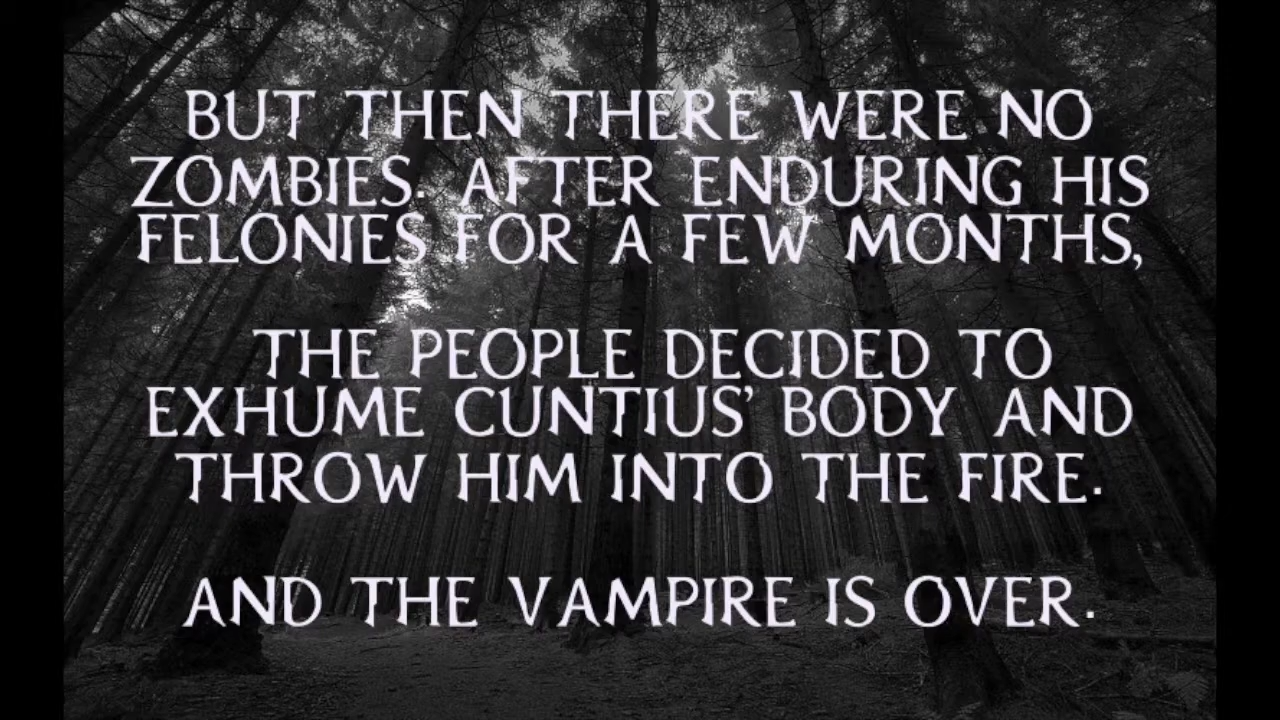 BUT THEN THERE WERE NO
ZOMBIES. AFTER ENDURING HIS
FELONIES FOR A FEW MONTHS,
THE PEOPLE DECIDED TO
EXHUME CUNTIUS' BODY AND
THROW HIM INTO THE FIRE.
AND THE VAMPIRE IS OVER.